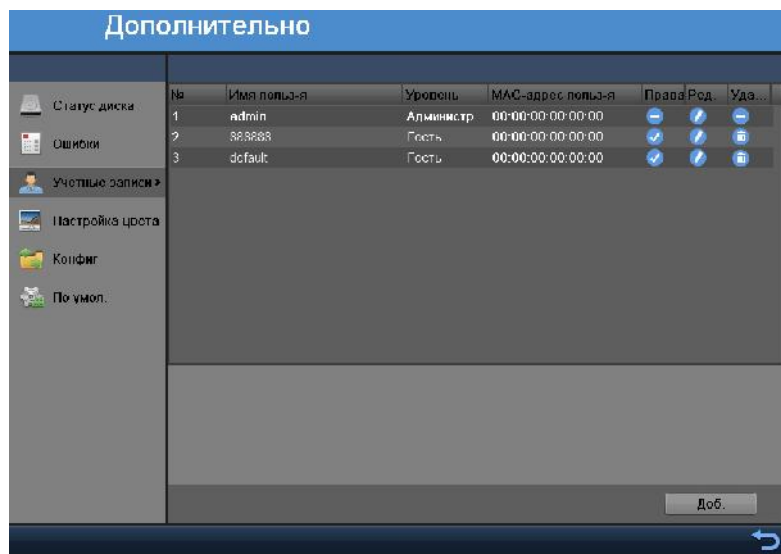 Дополнительно
Статус диска
Ошибки
Учетные записи >
Настройка цвета
Конфиг
По умол.
№ Имя польз-я Уровень MAC-адрес польз-я Права Ред. Уда...
1 admin Администр 00:00:00:00:00:00
2 Гость 00:00:00:00:00:00
3 default Гость 00:00:00:00:00:00
Доб.